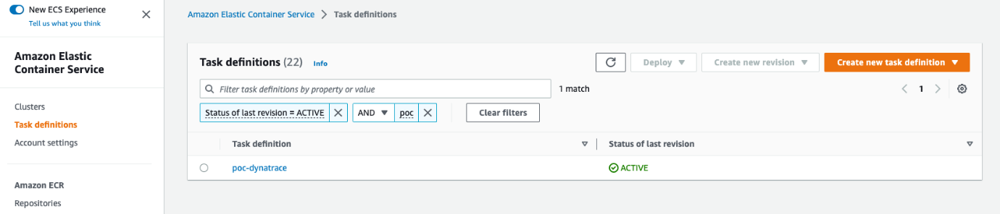 New ECS Experience
Tell us what you think
Amazon Elastic
Container Service
Clusters
Task definitions
Account settings
Amazon ECR
Repositories
Amazon Elastic Container Service > Task definitions
Task definitions (22) Info
Deploy
Create new revision
Create new task definition
Filter task definitions by property or value
1 match
1
Status of last revision = ACTIVE
AND
poc
Clear filters
Task definition
Status of last revision
poc-dynatrace
ACTIVE